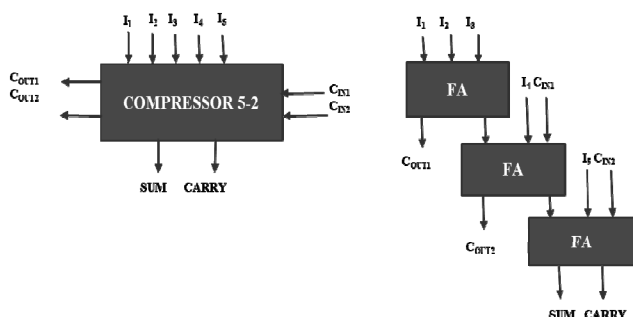 I1 I2 I3 I4 I5
COUT1
COUT2
COMPRESSOR 5-2
CIN1
CIN2
SUM CARRY
I1 I2 I3
FA
I4 CIN1
COUT1
FA
I5 CIN2
COUT2
FA
SUM CARRY